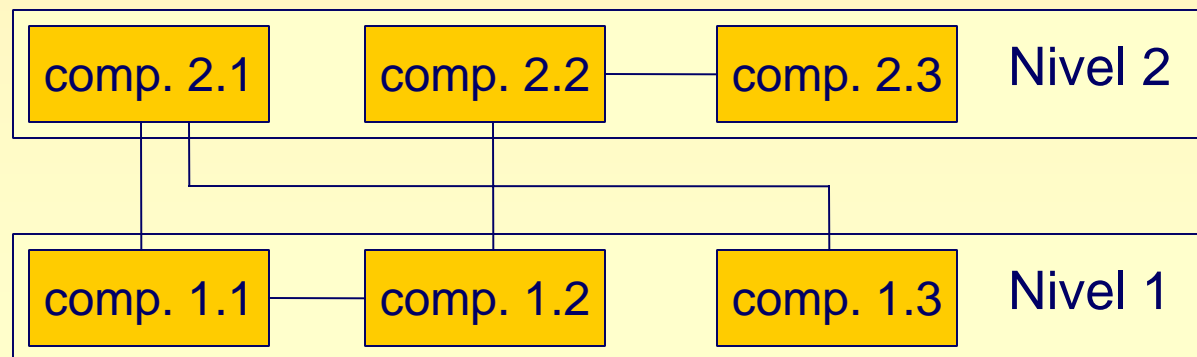 comp. 2.1
comp. 2.2
comp. 2.3
Nivel 2
comp. 1.1
comp. 1.2
comp. 1.3
Nivel 1